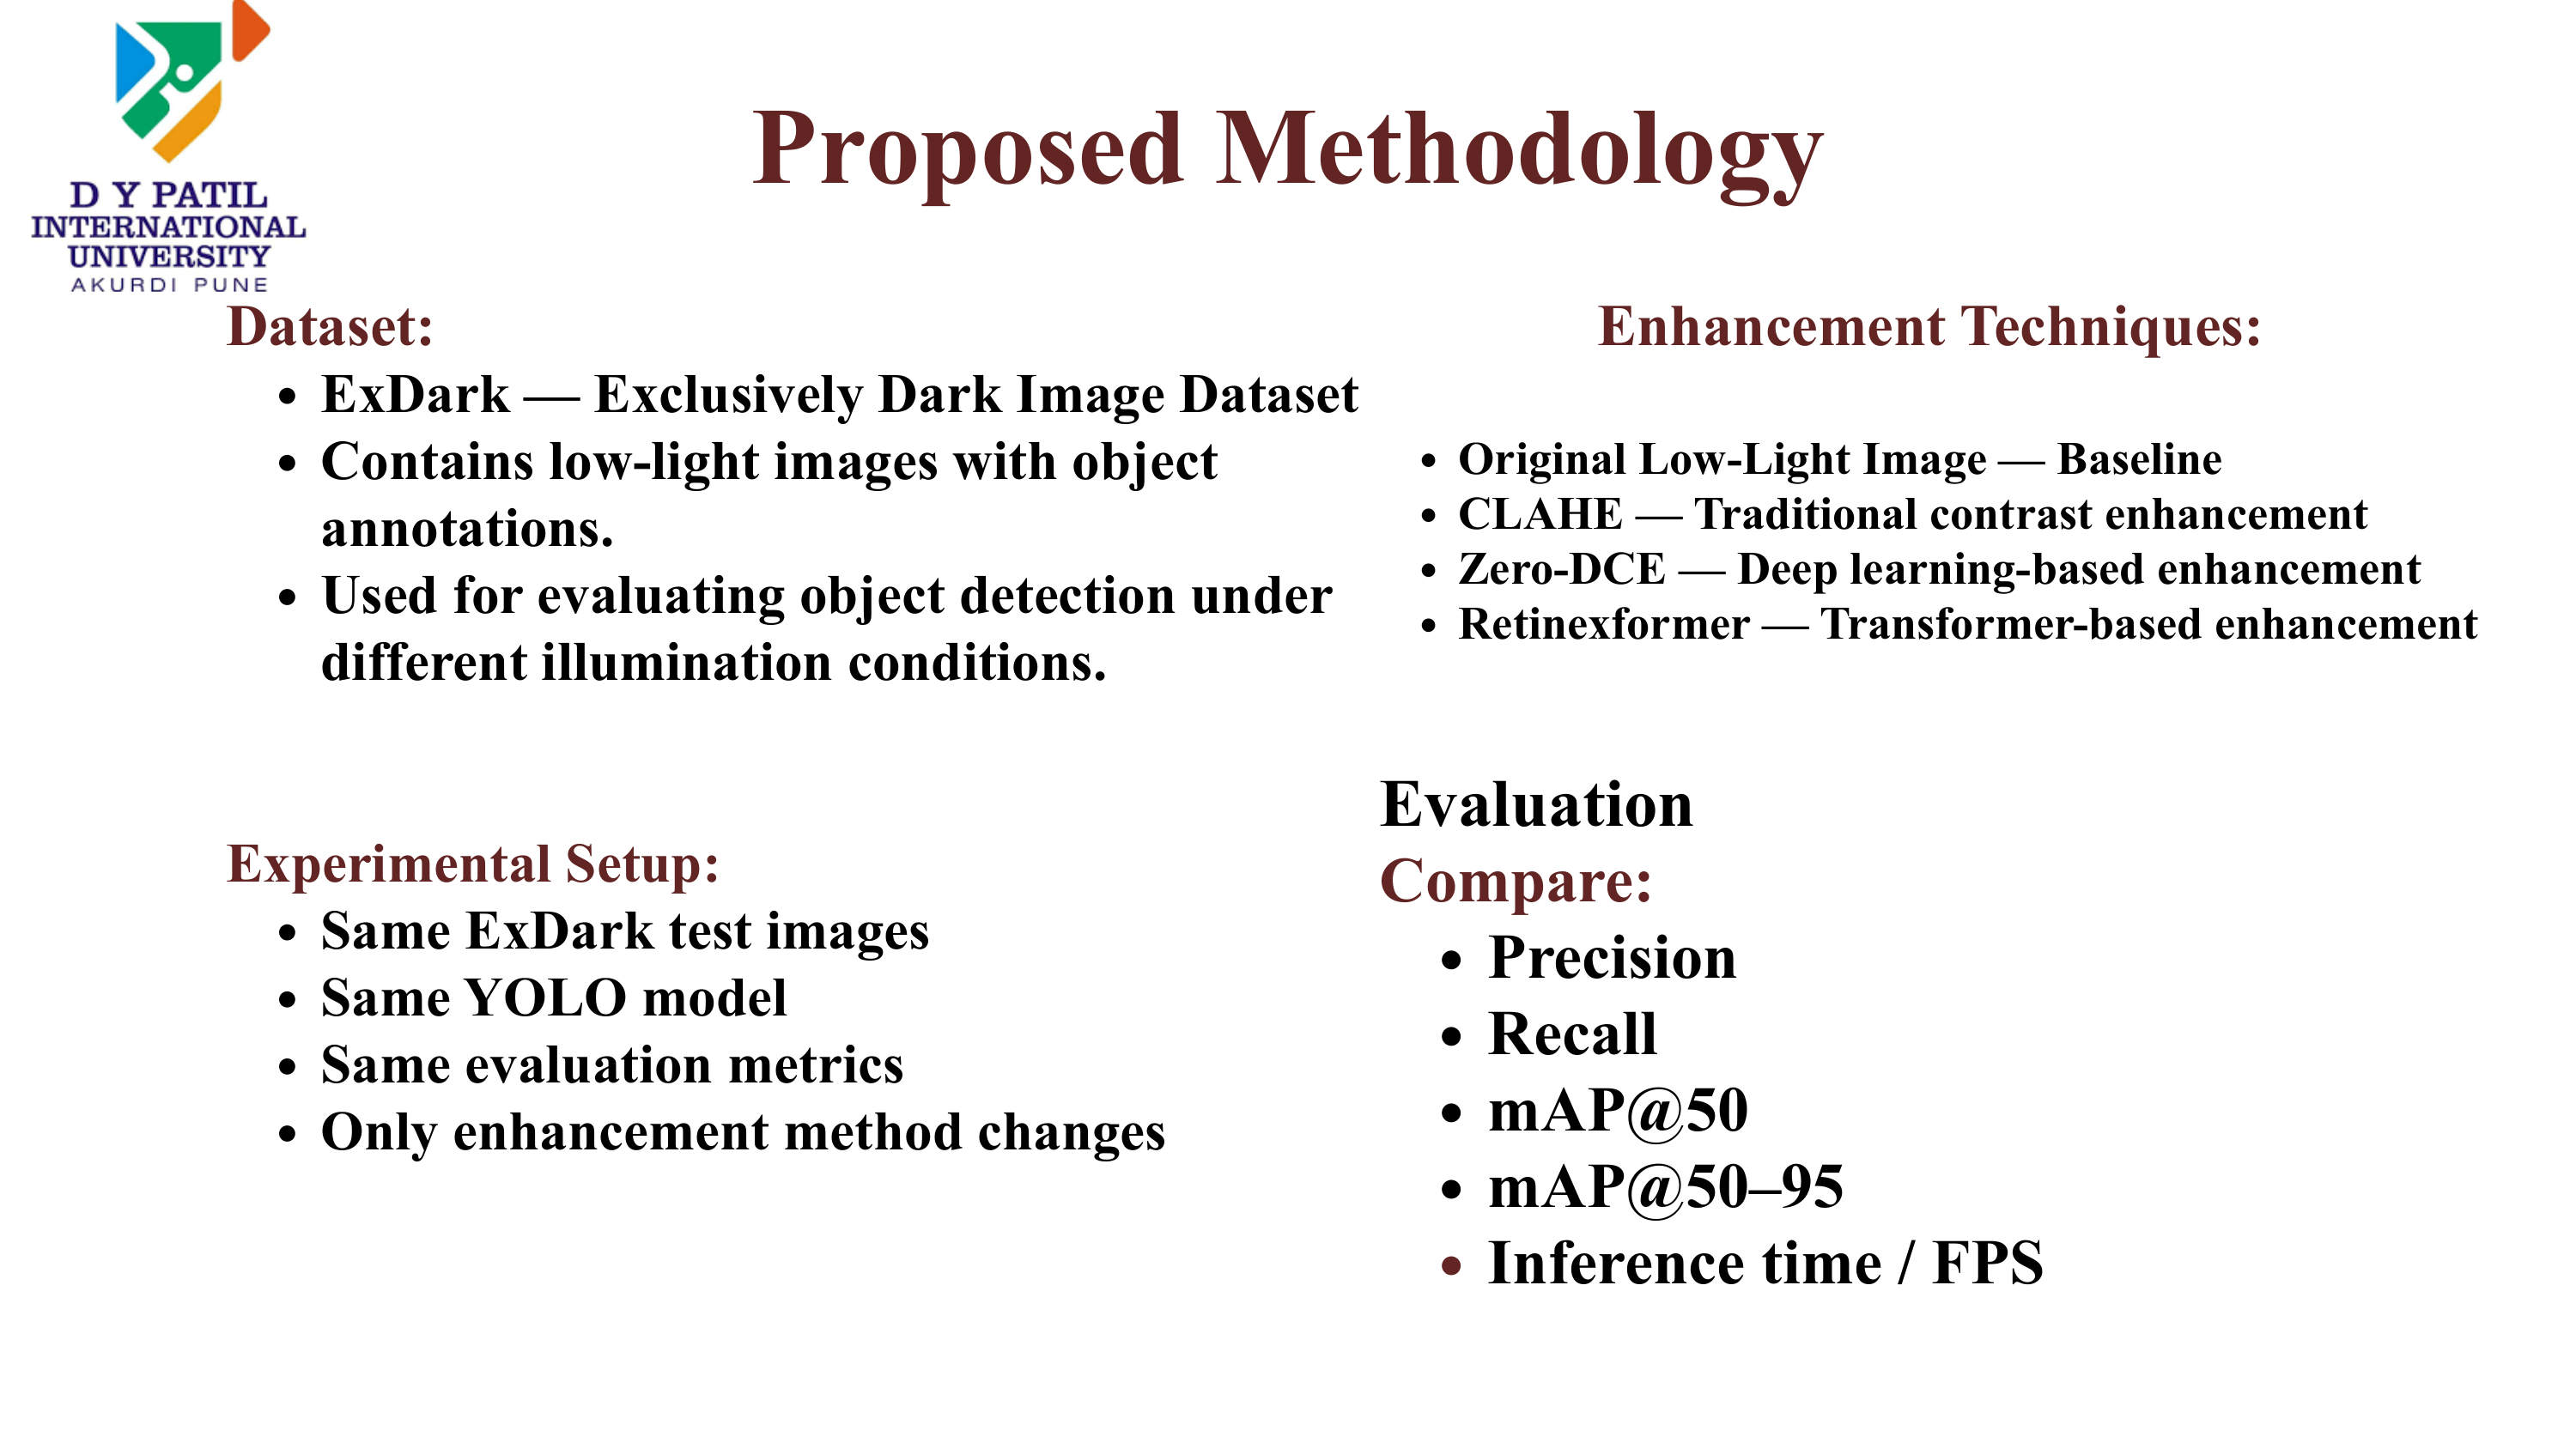 D Y PATIL
INTERNATIONAL
UNIVERSITY
AKURDI PUNE
Proposed Methodology
Dataset:
• ExDark — Exclusively Dark Image Dataset
• Contains low-light images with object
annotations.
• Used for evaluating object detection under
different illumination conditions.
Experimental Setup:
• Same ExDark test images
• Same YOLO model
• Same evaluation metrics
• Only enhancement method changes
Enhancement Techniques:
• Original Low-Light Image — Baseline
• CLAHE — Traditional contrast enhancement
• Zero-DCE — Deep learning-based enhancement
• Retinexformer — Transformer-based enhancement
Evaluation
Compare:
• Precision
• Recall
• mAP@50
• mAP@50–95
• Inference time / FPS